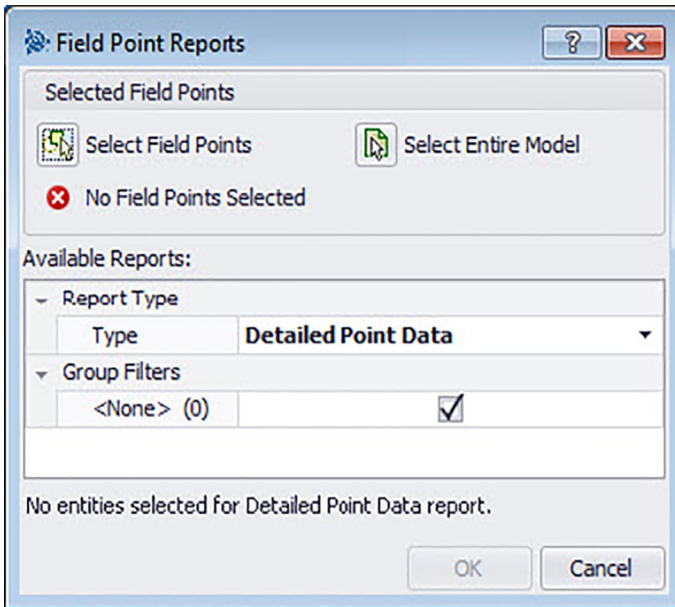 Field Point Reports
?
Selected Field Points
Select Field Points Select Entire Model
No Field Points Selected
Available Reports:
Report Type
Type Detailed Point Data
Group Filters
<None> (0)
No entities selected for Detailed Point Data report.
OK Cancel